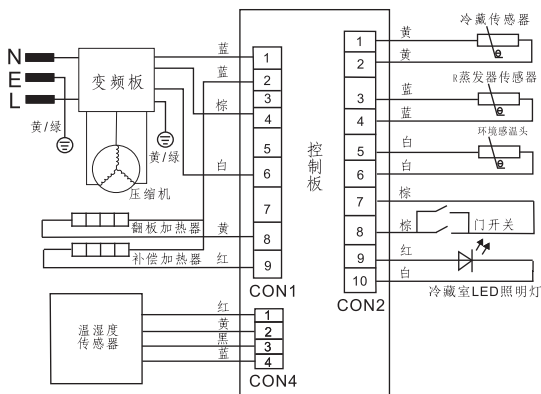 N
E
L
变频板
黄/绿
黄/绿
压缩机
蓝
蓝
棕
白
翻板加热器
黄
补偿加热器
红
1
2
3
4
5
6
7
8
9
CON1
温湿度
传感器
红
黄
黑
蓝
1
2
3
4
CON4
控制板
1
2
3
4
5
6
7
8
9
10
CON2
黄
黄
冷藏传感器
θ
蓝
蓝
R蒸发器传感器
θ
白
白
环境感温头
θ
棕
棕
门开关
红
白
冷藏室LED照明灯